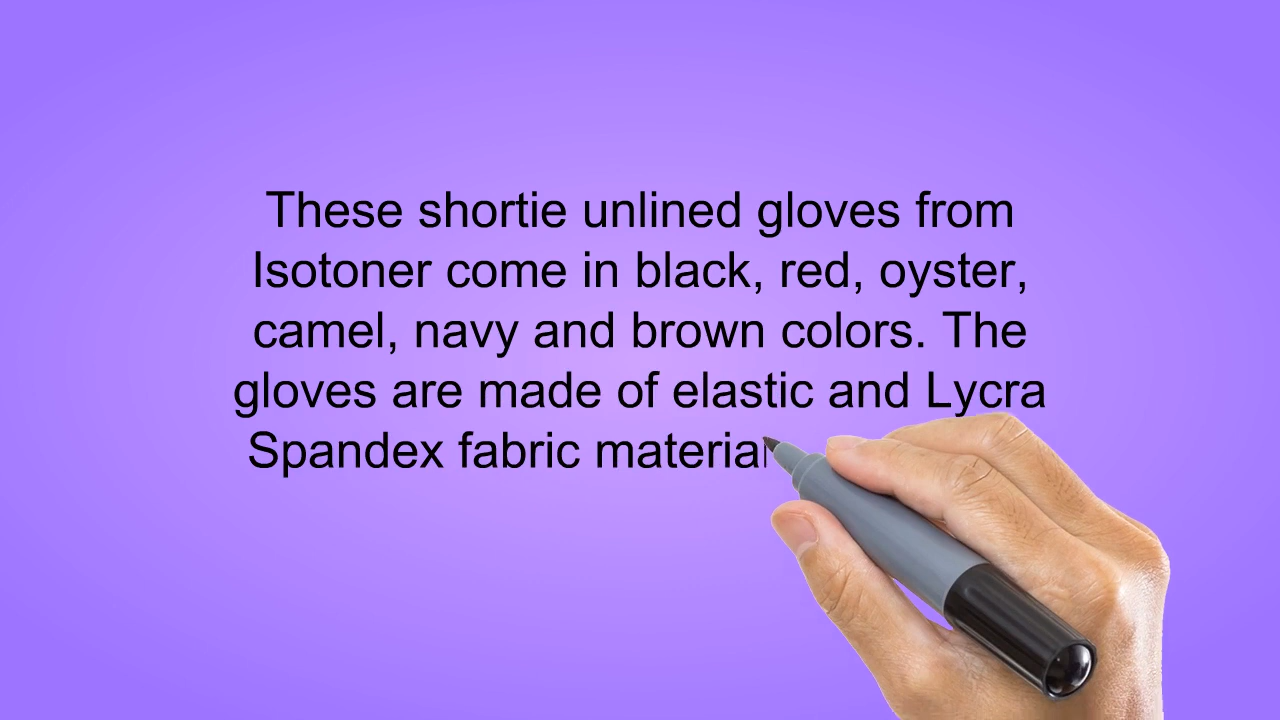 These shortie unlined gloves from
Isotoner come in black, red, oyster,
camel, navy and brown colors. The
gloves are made of elastic and Lycra
Spandex fabric material